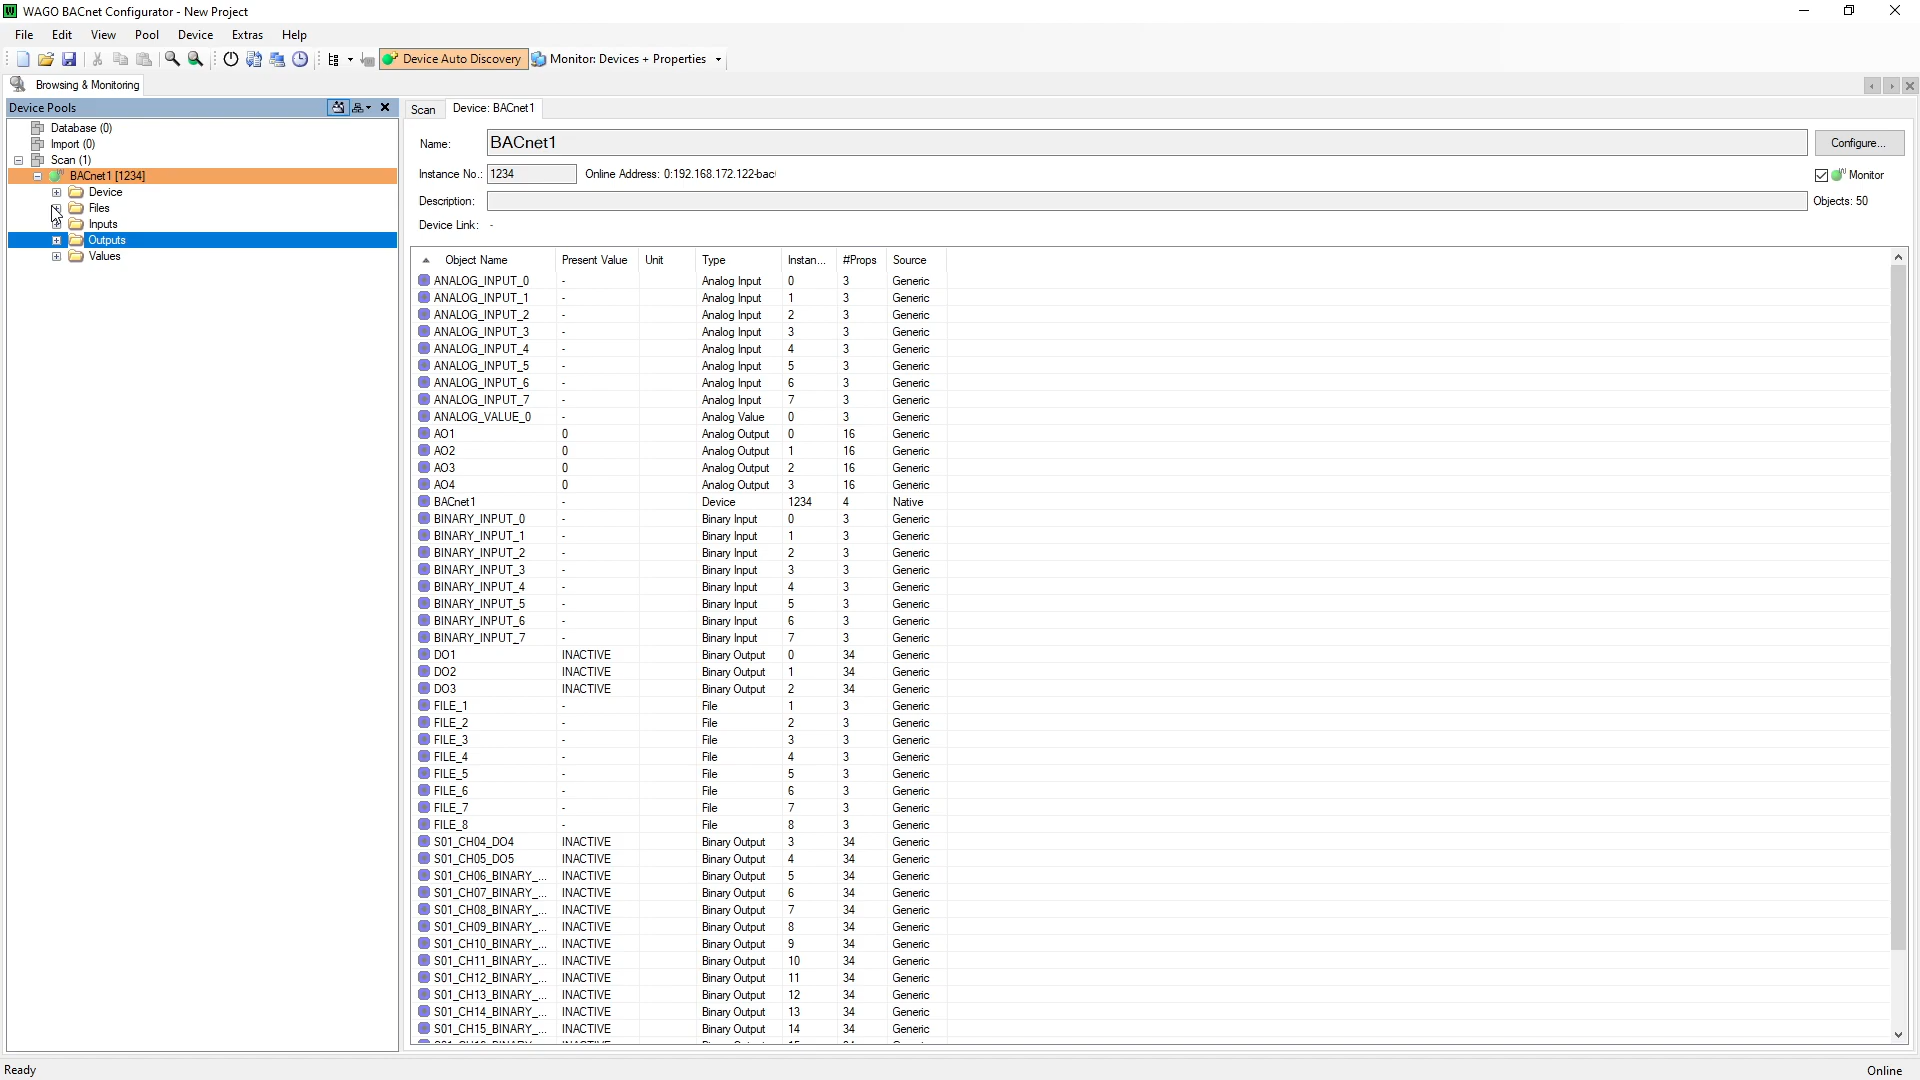 WAGO BACnet Configurator - New Project
File Edit View Pool Device Extras Help
Device Auto Discovery Monitor: Devices + Properties
Browsing & Monitoring
Device Pools
Database (0)
Import (0)
Scan (1)
BACnet1 [1234]
Device
Files
Inputs
Outputs
Values
Scan Device: BACnet1
Name: BACnet1 Configure...
Instance No.: 1234 Online Address: 0:192.168.172.122-bac Monitor
Description: Objects: 50
Device Link: -
Object Name Present Value Unit Type Instan... #Props Source
ANALOG_INPUT_0 - Analog Input 0 3 Generic
ANALOG_INPUT_1 - Analog Input 1 3 Generic
ANALOG_INPUT_2 - Analog Input 2 3 Generic
ANALOG_INPUT_3 - Analog Input 3 3 Generic
ANALOG_INPUT_4 - Analog Input 4 3 Generic
ANALOG_INPUT_5 - Analog Input 5 3 Generic
ANALOG_INPUT_6 - Analog Input 6 3 Generic
ANALOG_INPUT_7 - Analog Input 7 3 Generic
ANALOG_VALUE_0 - Analog Value 0 3 Generic
AO1 0 Analog Output 0 16 Generic
AO2 0 Analog Output 1 16 Generic
AO3 0 Analog Output 2 16 Generic
AO4 0 Analog Output 3 16 Generic
BACnet1 - Device 1234 4 Native
BINARY_INPUT_0 - Binary Input 0 3 Generic
BINARY_INPUT_1 - Binary Input 1 3 Generic
BINARY_INPUT_2 - Binary Input 2 3 Generic
BINARY_INPUT_3 - Binary Input 3 3 Generic
BINARY_INPUT_4 - Binary Input 4 3 Generic
BINARY_INPUT_5 - Binary Input 5 3 Generic
BINARY_INPUT_6 - Binary Input 6 3 Generic
BINARY_INPUT_7 - Binary Input 7 3 Generic
DO1 INACTIVE Binary Output 0 34 Generic
DO2 INACTIVE Binary Output 1 34 Generic
DO3 INACTIVE Binary Output 2 34 Generic
FILE_1 - File 1 3 Generic
FILE_2 - File 2 3 Generic
FILE_3 - File 3 3 Generic
FILE_4 - File 4 3 Generic
FILE_5 - File 5 3 Generic
FILE_6 - File 6 3 Generic
FILE_7 - File 7 3 Generic
FILE_8 - File 8 3 Generic
S01_CH04_DO4 INACTIVE Binary Output 3 34 Generic
S01_CH05_DO5 INACTIVE Binary Output 4 34 Generic
S01_CH06_BINARY_... INACTIVE Binary Output 5 34 Generic
S01_CH07_BINARY_... INACTIVE Binary Output 6 34 Generic
S01_CH08_BINARY_... INACTIVE Binary Output 7 34 Generic
S01_CH09_BINARY_... INACTIVE Binary Output 8 34 Generic
S01_CH10_BINARY_... INACTIVE Binary Output 9 34 Generic
S01_CH11_BINARY_... INACTIVE Binary Output 10 34 Generic
S01_CH12_BINARY_... INACTIVE Binary Output 11 34 Generic
S01_CH13_BINARY_... INACTIVE Binary Output 12 34 Generic
S01_CH14_BINARY_... INACTIVE Binary Output 13 34 Generic
S01_CH15_BINARY_... INACTIVE Binary Output 14 34 Generic
Ready Online